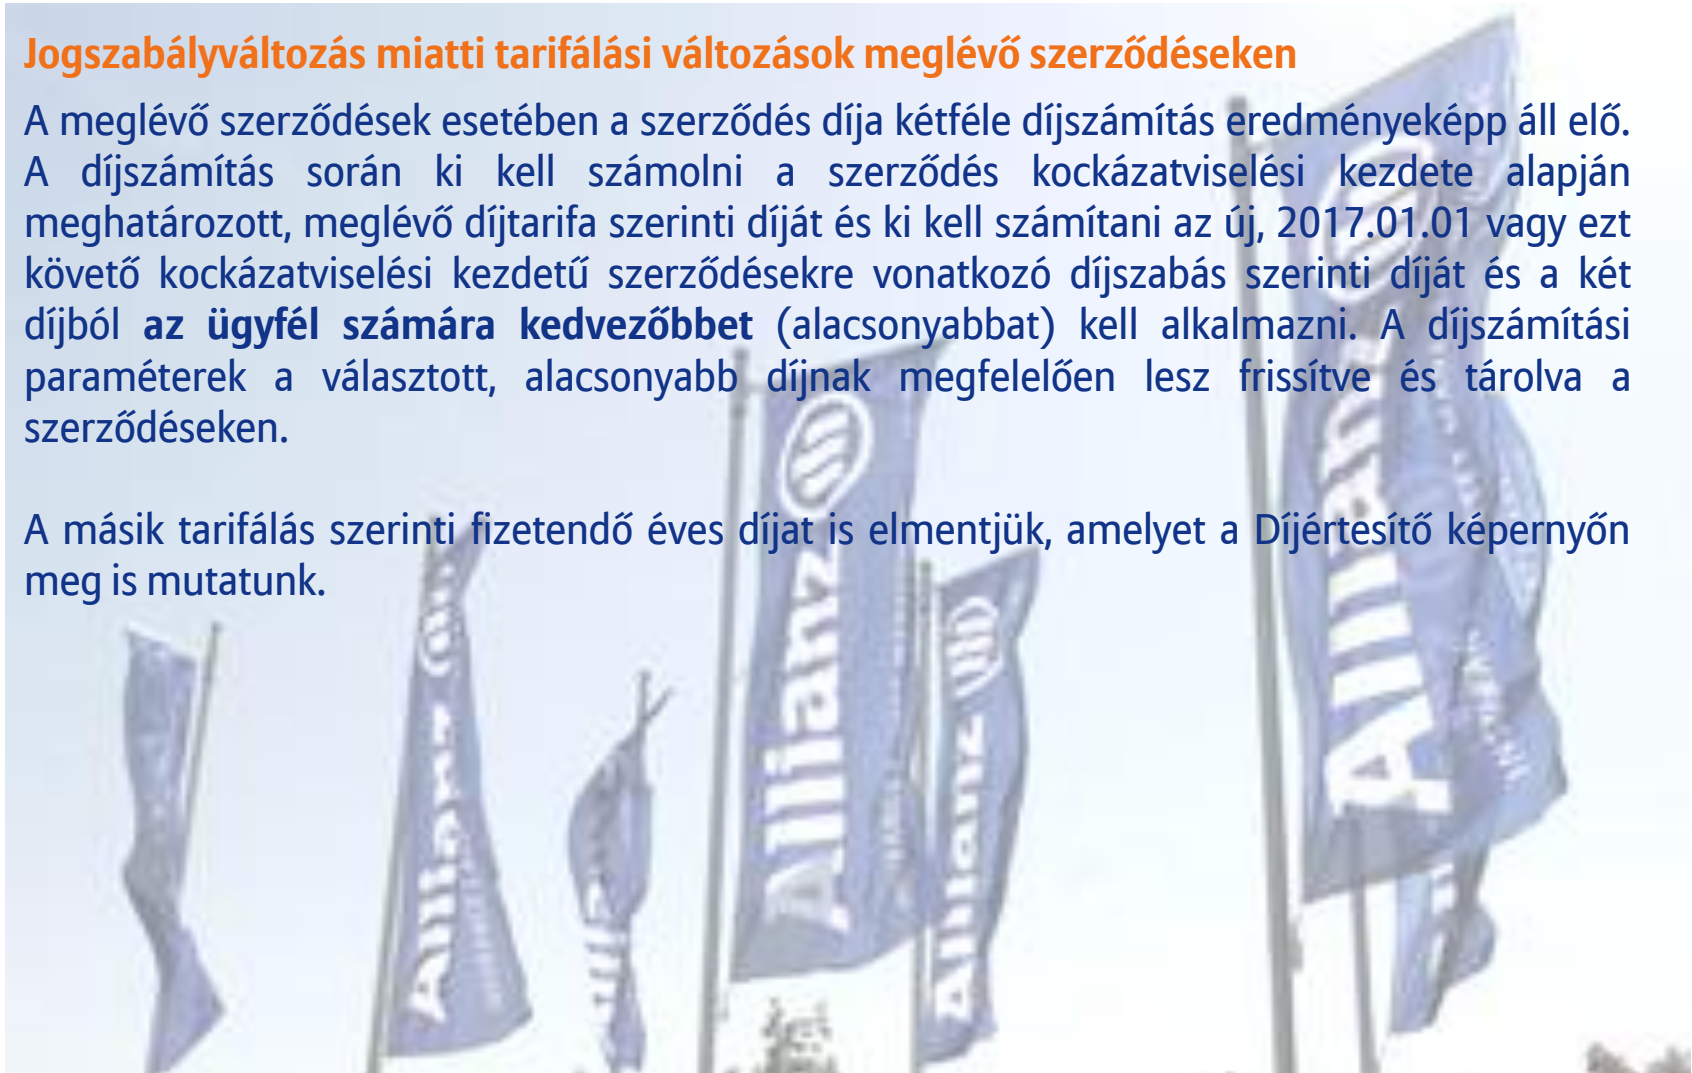 Jogszabályváltozás miatti tarifálási változások meglévő szerződéseken
A meglévő szerződések esetében a szerződés díja kétféle díjszámítás eredményeképp áll elő.
A díjszámítás során ki kell számolni a szerződés kockázatviselési kezdete alapján
meghatározott, meglévő díjtarifa szerinti díját és ki kell számítani az új, 2017.01.01 vagy ezt
követő kockázatviselési kezdetű szerződésekre vonatkozó díjszabás szerinti díját és a két
díjból az ügyfél számára kedvezőbbet (alacsonyabbat) kell alkalmazni. A díjszámítási
paraméterek a választott, alacsonyabb díjnak megfelelően lesz frissítve és tárolva a
szerződéseken.
A másik tarifálás szerinti fizetendő éves díjat is elmentjük, amelyet a Díjértesítő képernyőn
meg is mutatunk.
Allianz
Allianz
Allianz
Allianz